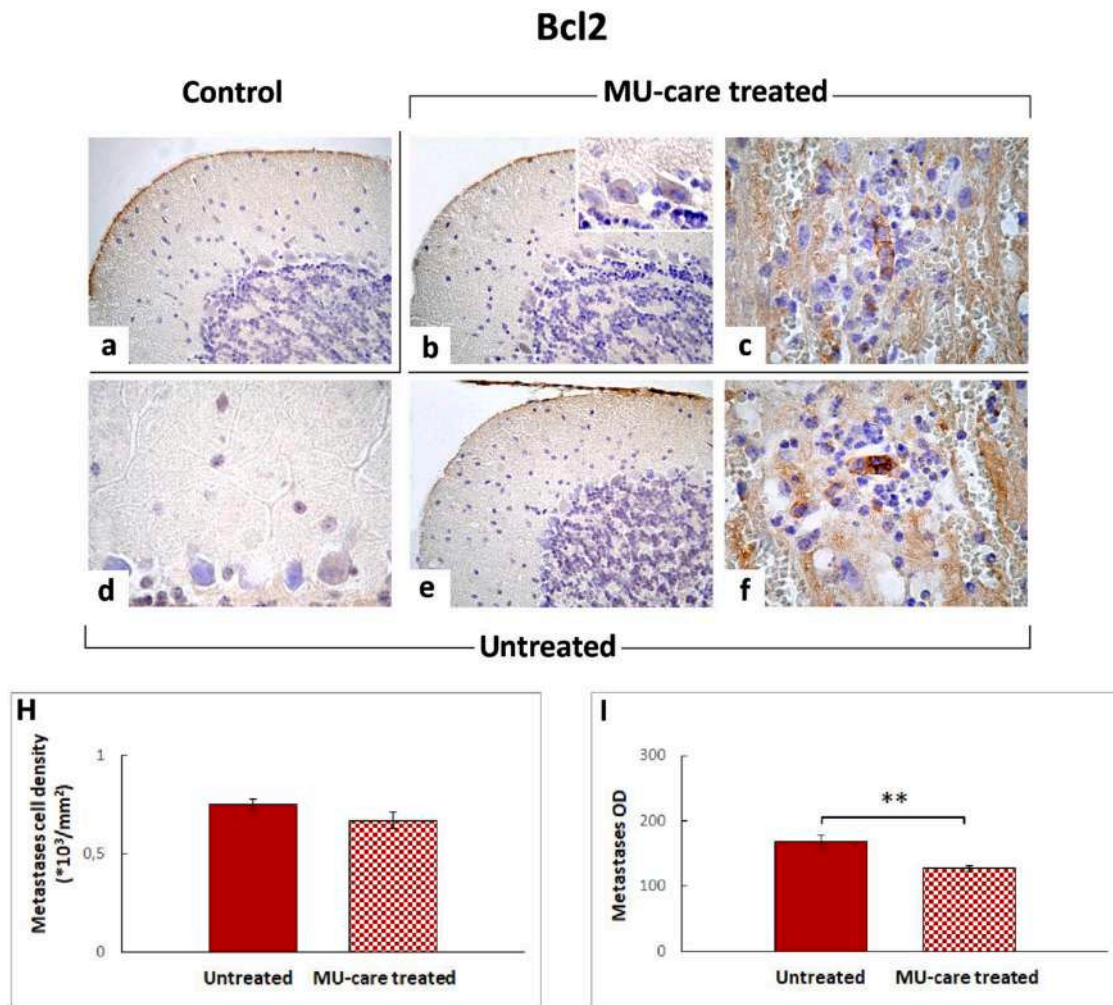 Bcl2
Control
MU-care treated
a
b
c
d
e
f
Untreated
H
Metastases cell density
(*10³/mm²)
1
0,5
0
Untreated
MU-care treated
I
Metastases OD
300
200
100
0
**
Untreated
MU-care treated